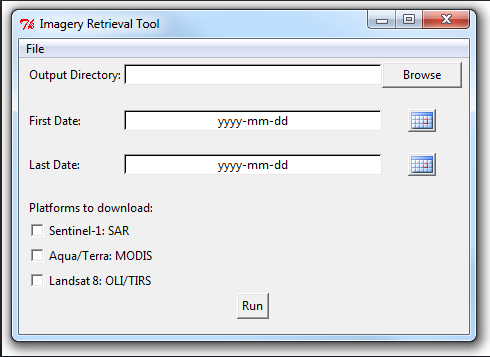 Imagery Retrieval Tool
File
Output Directory: Browse
First Date: yyyy-mm-dd
Last Date: yyyy-mm-dd
Platforms to download:
Sentinel-1: SAR
Aqua/Terra: MODIS
Landsat 8: OLI/TIRS
Run